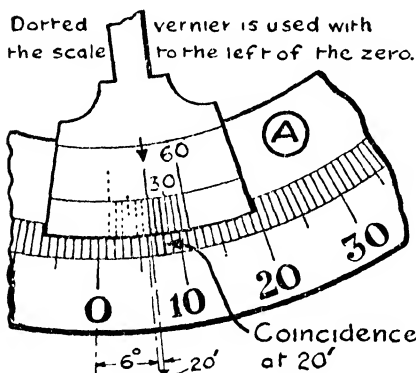 Dotted vernier is used with
the scale to the left of the zero.
A
60
30
0 10 20 30
Coincidence
at 20′
6° 20′